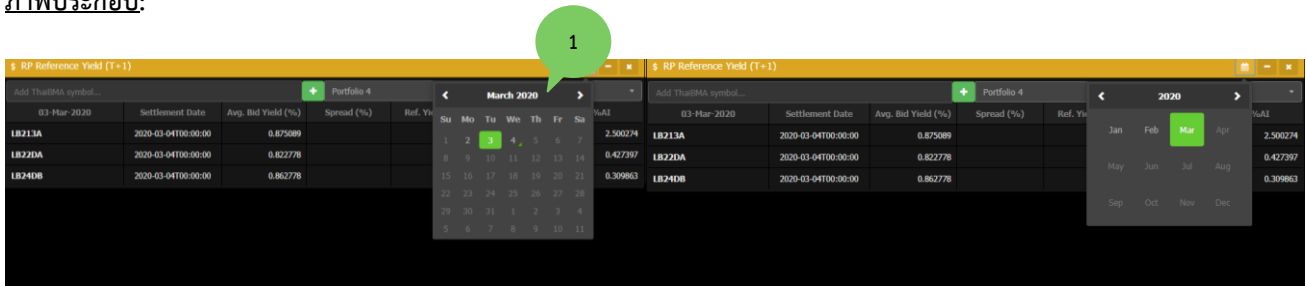 ภาพประกอบ:
1
$ RP Reference Yield (T+1)
Add ThaiBMA symbol...
+ Portfolio 4
03-Mar-2020 Settlement Date Avg. Bid Yield (%) Spread (%) %AI
LB213A 2020-03-04T00:00:00 0.875089 2.500274
LB22DA 2020-03-04T00:00:00 0.822778 0.427397
LB24DB 2020-03-04T00:00:00 0.862778 0.309863
March 2020
Su Mo Tu We Th Fr Sa
1 2 3 4 5 6 7
8 9 10 11 12 13 14
15 16 17 18 19 20 21
22 23 24 25 26 27 28
29 30 31 1 2 3 4
5 6 7 8 9 10 11
$ RP Reference Yield (T+1)
Add ThaiBMA symbol...
+ Portfolio 4
03-Mar-2020 Settlement Date Avg. Bid Yield (%) Spread (%) %AI
LB213A 2020-03-04T00:00:00 0.875089 2.500274
LB22DA 2020-03-04T00:00:00 0.822778 0.427397
LB24DB 2020-03-04T00:00:00 0.862778 0.309863
2020
Jan Feb Mar Apr
May Jun Jul Aug
Sep Oct Nov Dec